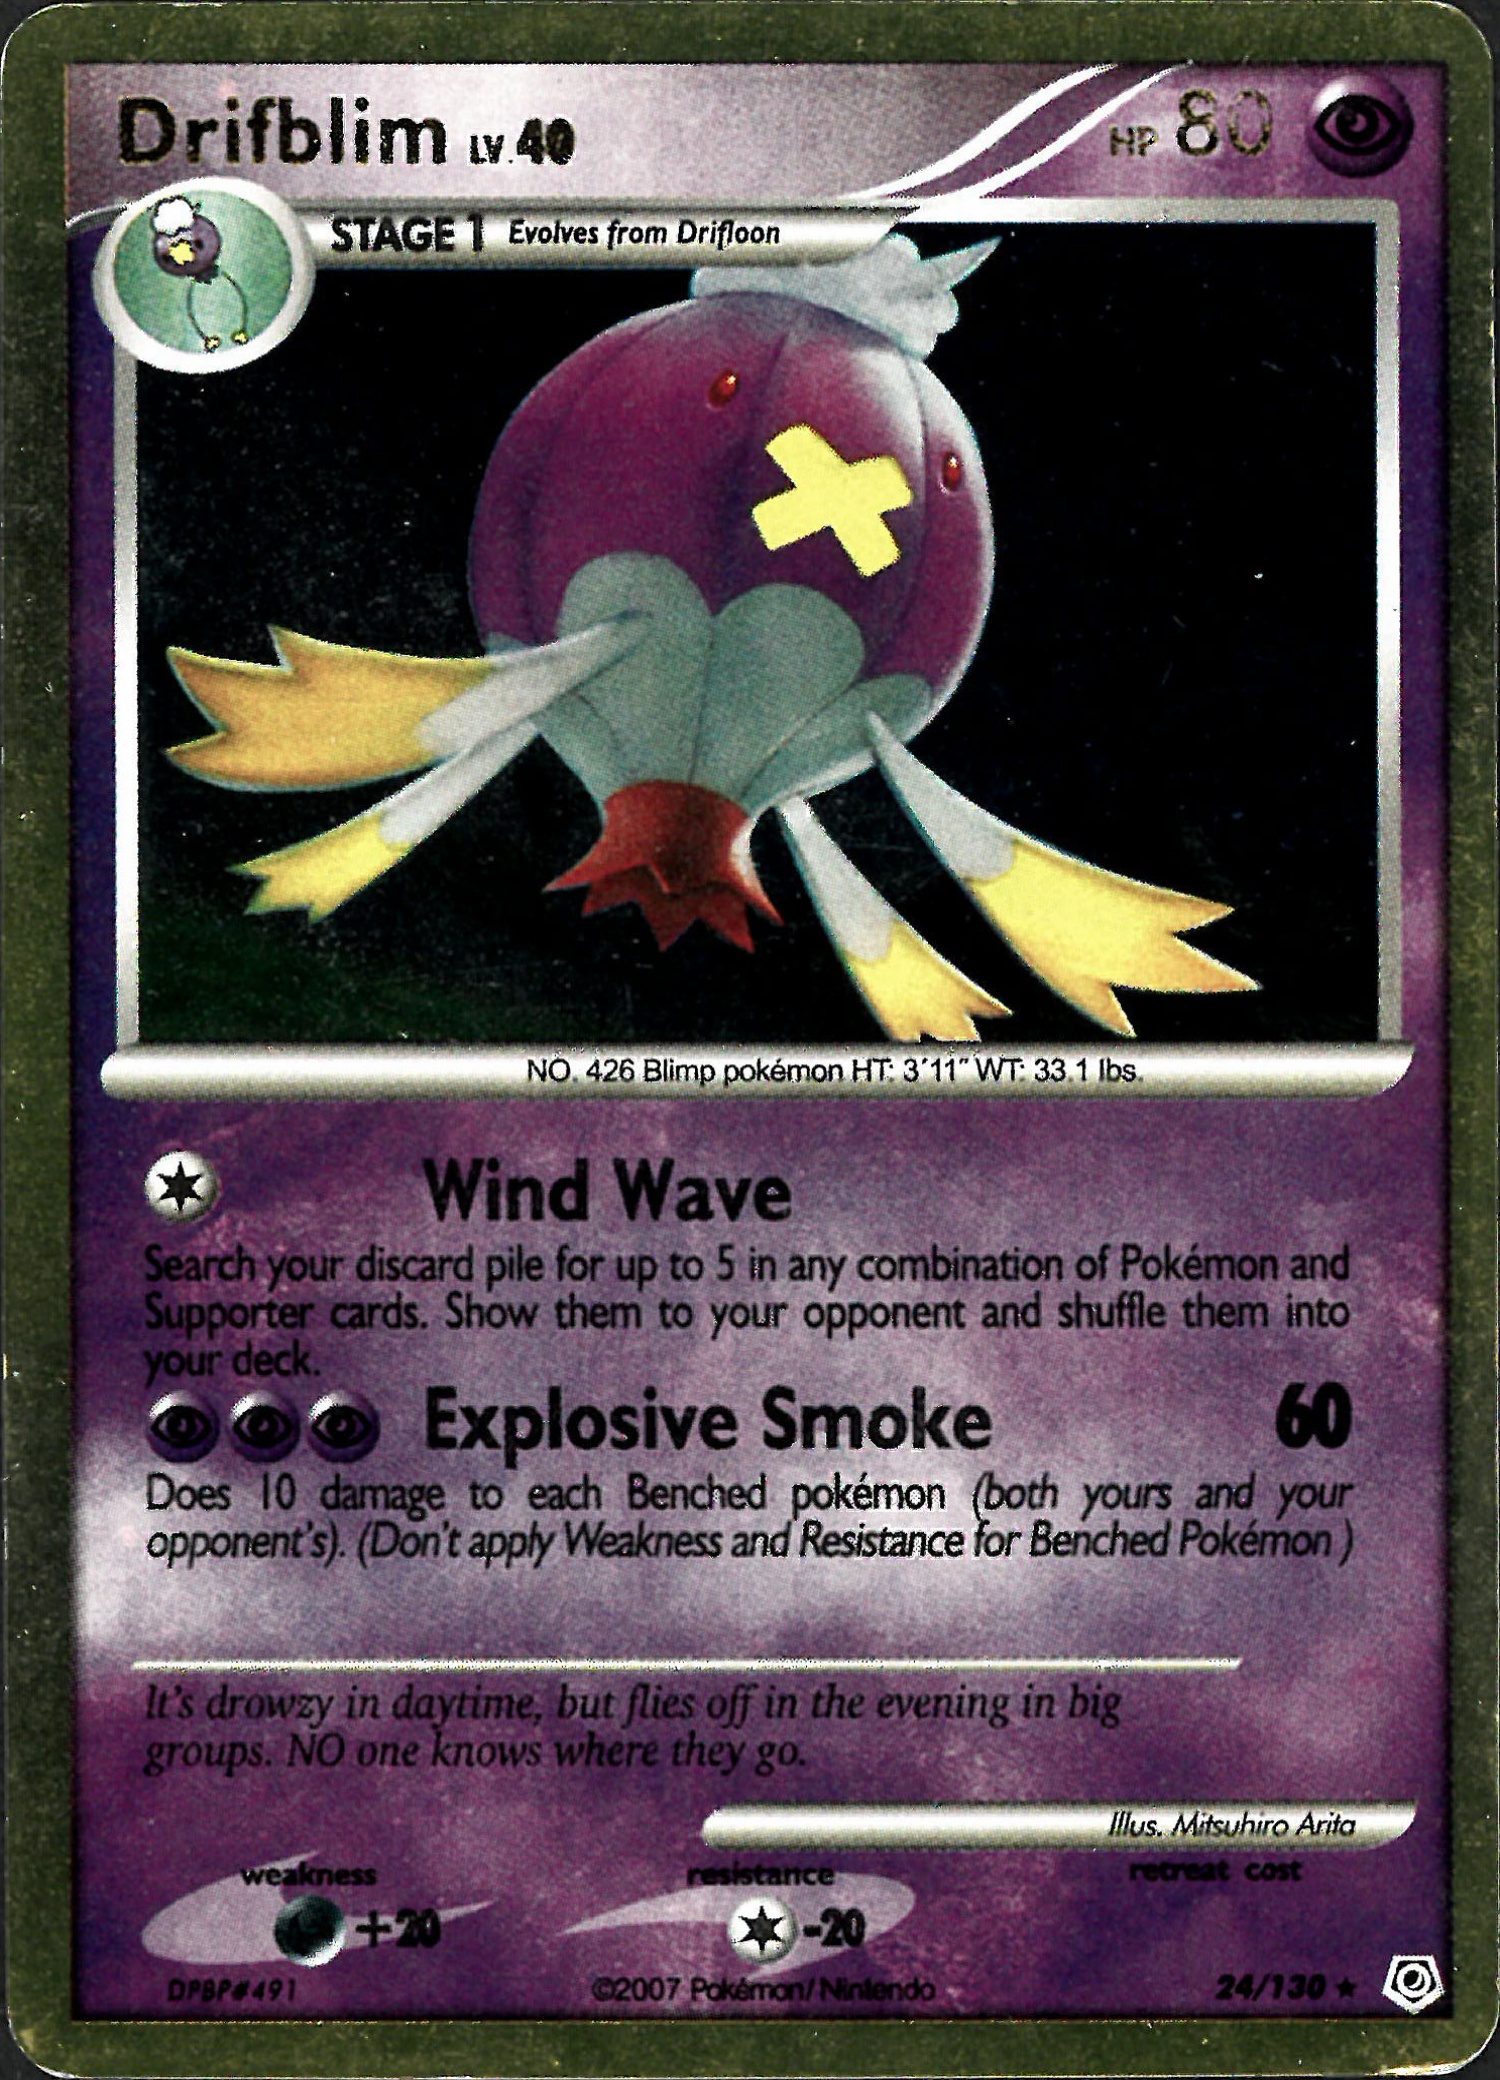 Drifblim LV.40
HP 80
STAGE 1 Evolves from Drifloon
NO. 426 Blimp pokémon HT: 3'11" WT: 33.1 lbs.
Wind Wave
Search your discard pile for up to 5 in any combination of Pokémon and
Supporter cards. Show them to your opponent and shuffle them into
your deck.
Explosive Smoke 60
Does 10 damage to each Benched pokémon (both yours and your
opponent's). (Don't apply Weakness and Resistance for Benched Pokémon )
It's drowzy in daytime, but flies off in the evening in big
groups. NO one knows where they go.
Illus. Mitsuhiro Arita
weakness resistance retreat cost
+20 -20
DPBP#491 ©2007 Pokémon/Nintendo 24/130 ★